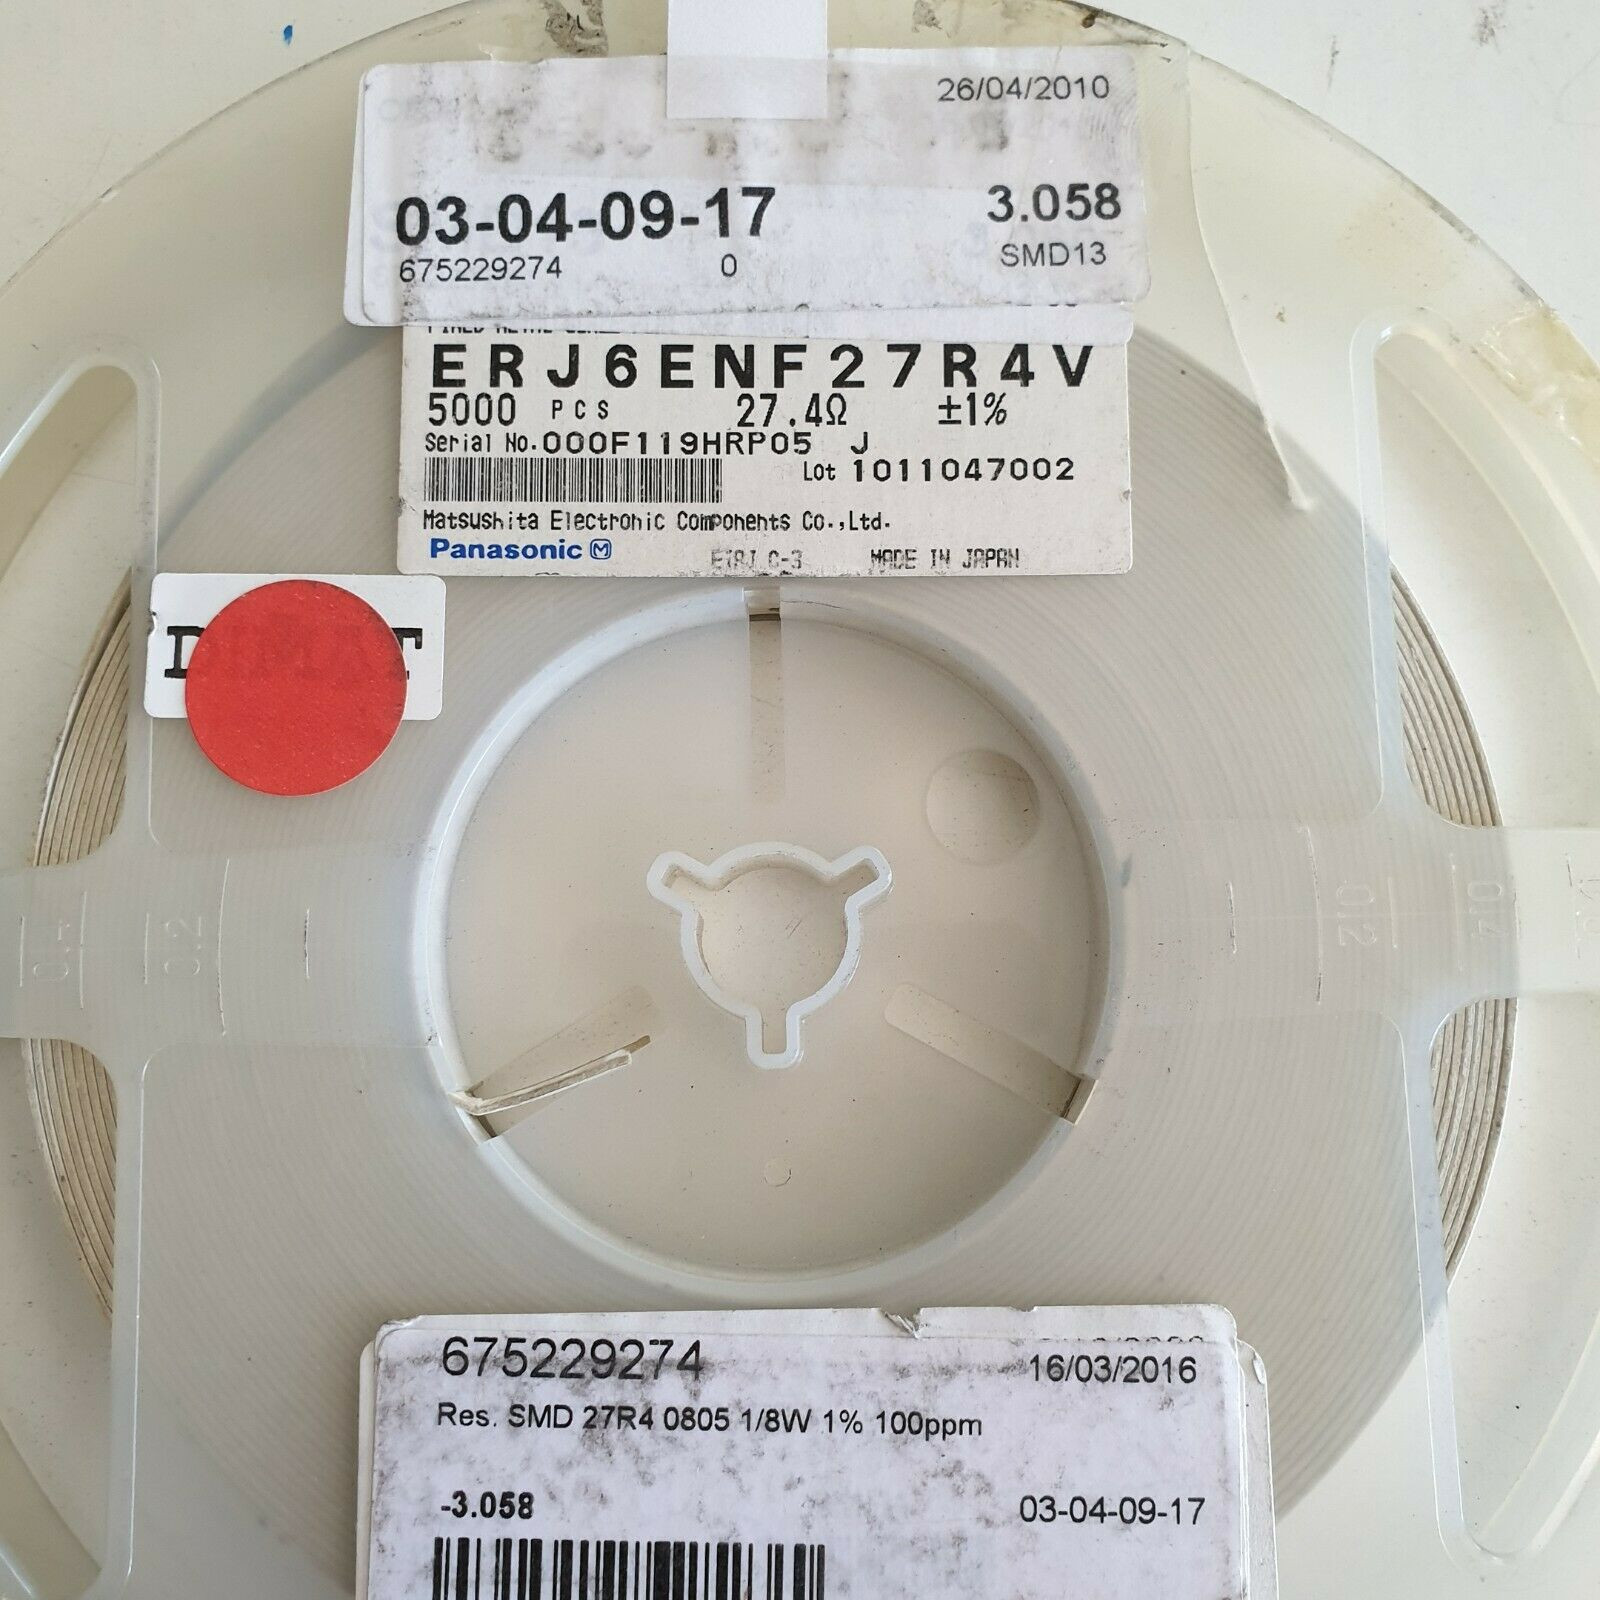 26/04/2010
03-04-09-17 3.058
675229274 0 SMD13
ERJ6ENF27R4V
5000 PCS 27.4Ω ±1%
Serial No.000F119HRP05 J
Lot 1011047002
Matsushita Electronic Components Co.,Ltd.
Panasonic M
EIAJ C-3 MADE IN JAPAN
0.4 0.2 0.2 0.4
675229274 16/03/2016
Res. SMD 27R4 0805 1/8W 1% 100ppm
-3.058 03-04-09-17